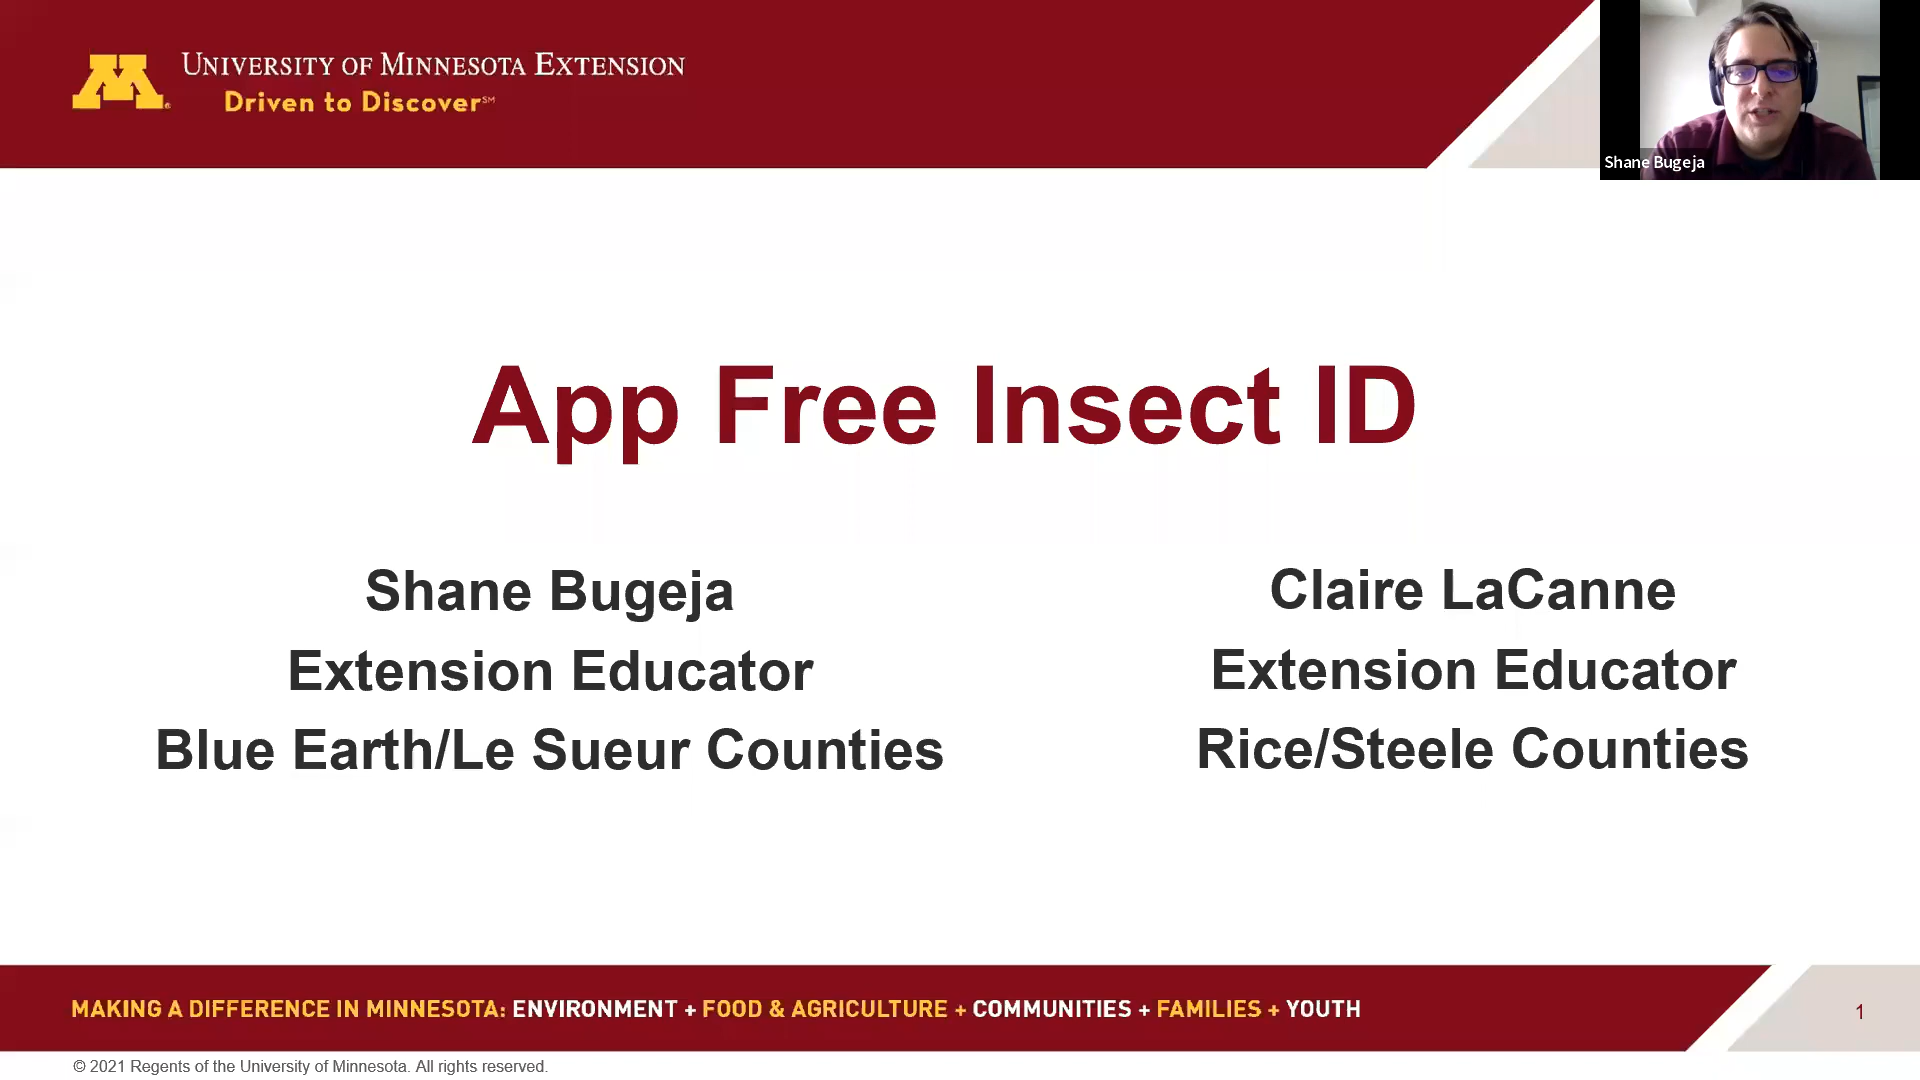 UNIVERSITY OF MINNESOTA EXTENSION
Driven to Discover℠
Shane Bugeja
App Free Insect ID
Shane Bugeja
Extension Educator
Blue Earth/Le Sueur Counties
Claire LaCanne
Extension Educator
Rice/Steele Counties
MAKING A DIFFERENCE IN MINNESOTA: ENVIRONMENT + FOOD & AGRICULTURE + COMMUNITIES + FAMILIES + YOUTH
1
© 2021 Regents of the University of Minnesota. All rights reserved.